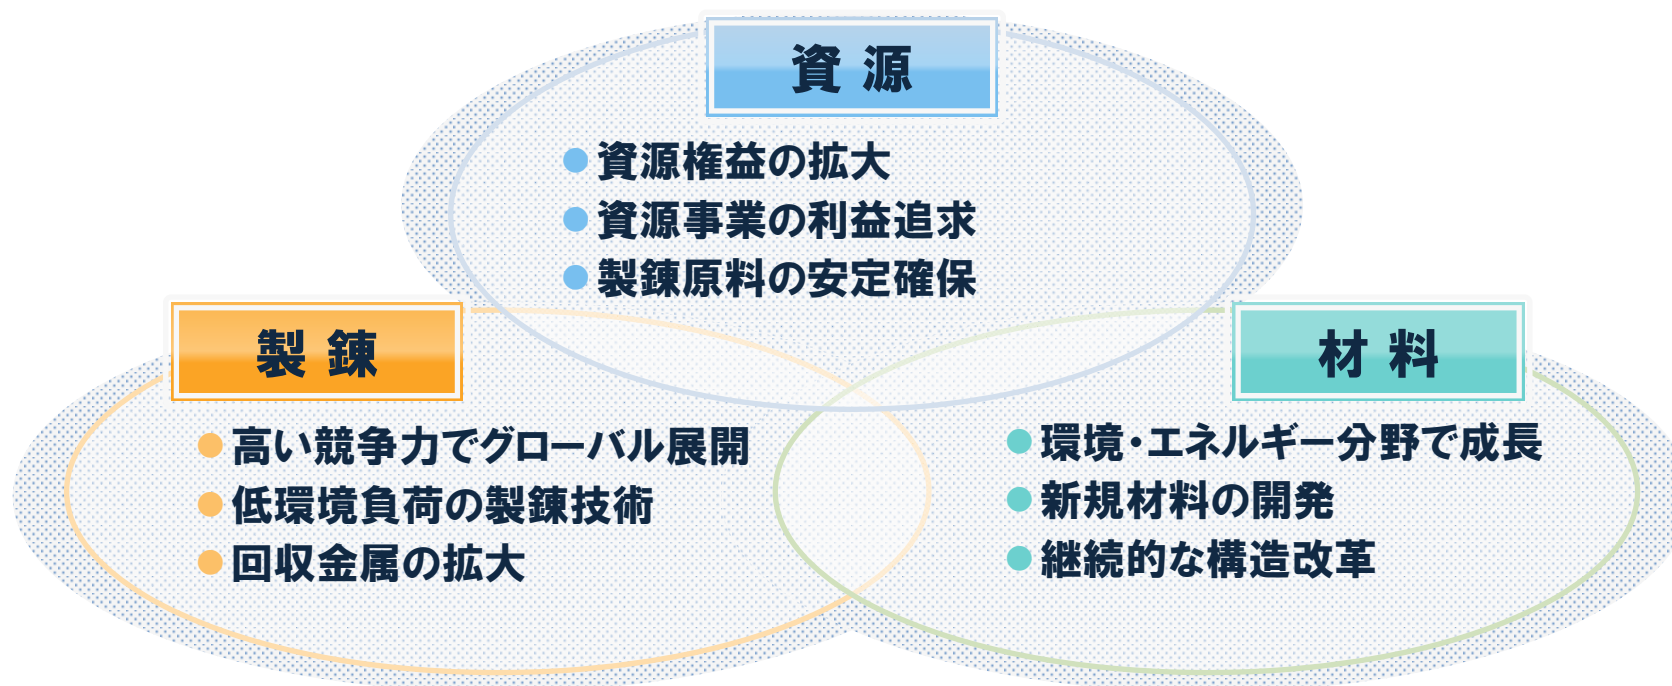 資源
資源権益の拡大
資源事業の利益追求
製錬原料の安定確保
製錬
高い競争力でグローバル展開
低環境負荷の製錬技術
回収金属の拡大
材料
環境・エネルギー分野で成長
新規材料の開発
継続的な構造改革